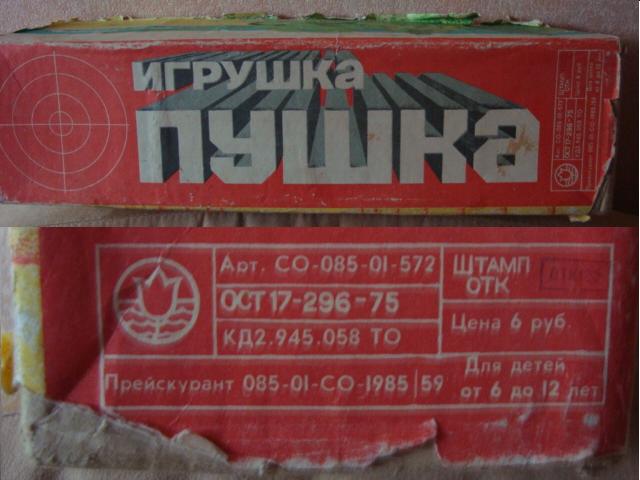 ИГРУШКА
ПУШКА
Арт. СО-085-01-572
ОСТ 17-296-75
КД2.945.058 ТО
ШТАМП
ОТК
Цена 6 руб.
Прейскурант 085-01-СО-1985/59
Для детей
от 6 до 12 лет